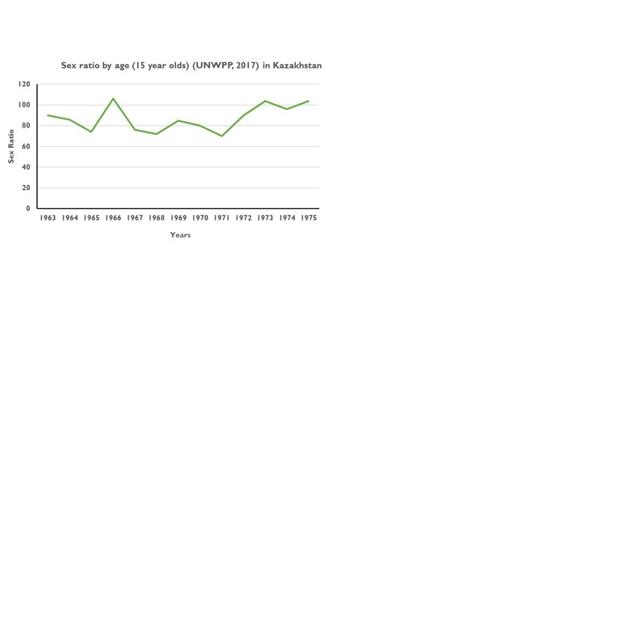 Sex ratio by age (15 year olds) (UNWPP, 2017) in Kazakhstan
120
100
80
60
40
20
0
Sex Ratio
1963 1964 1965 1966 1967 1968 1969 1970 1971 1972 1973 1974 1975
Years